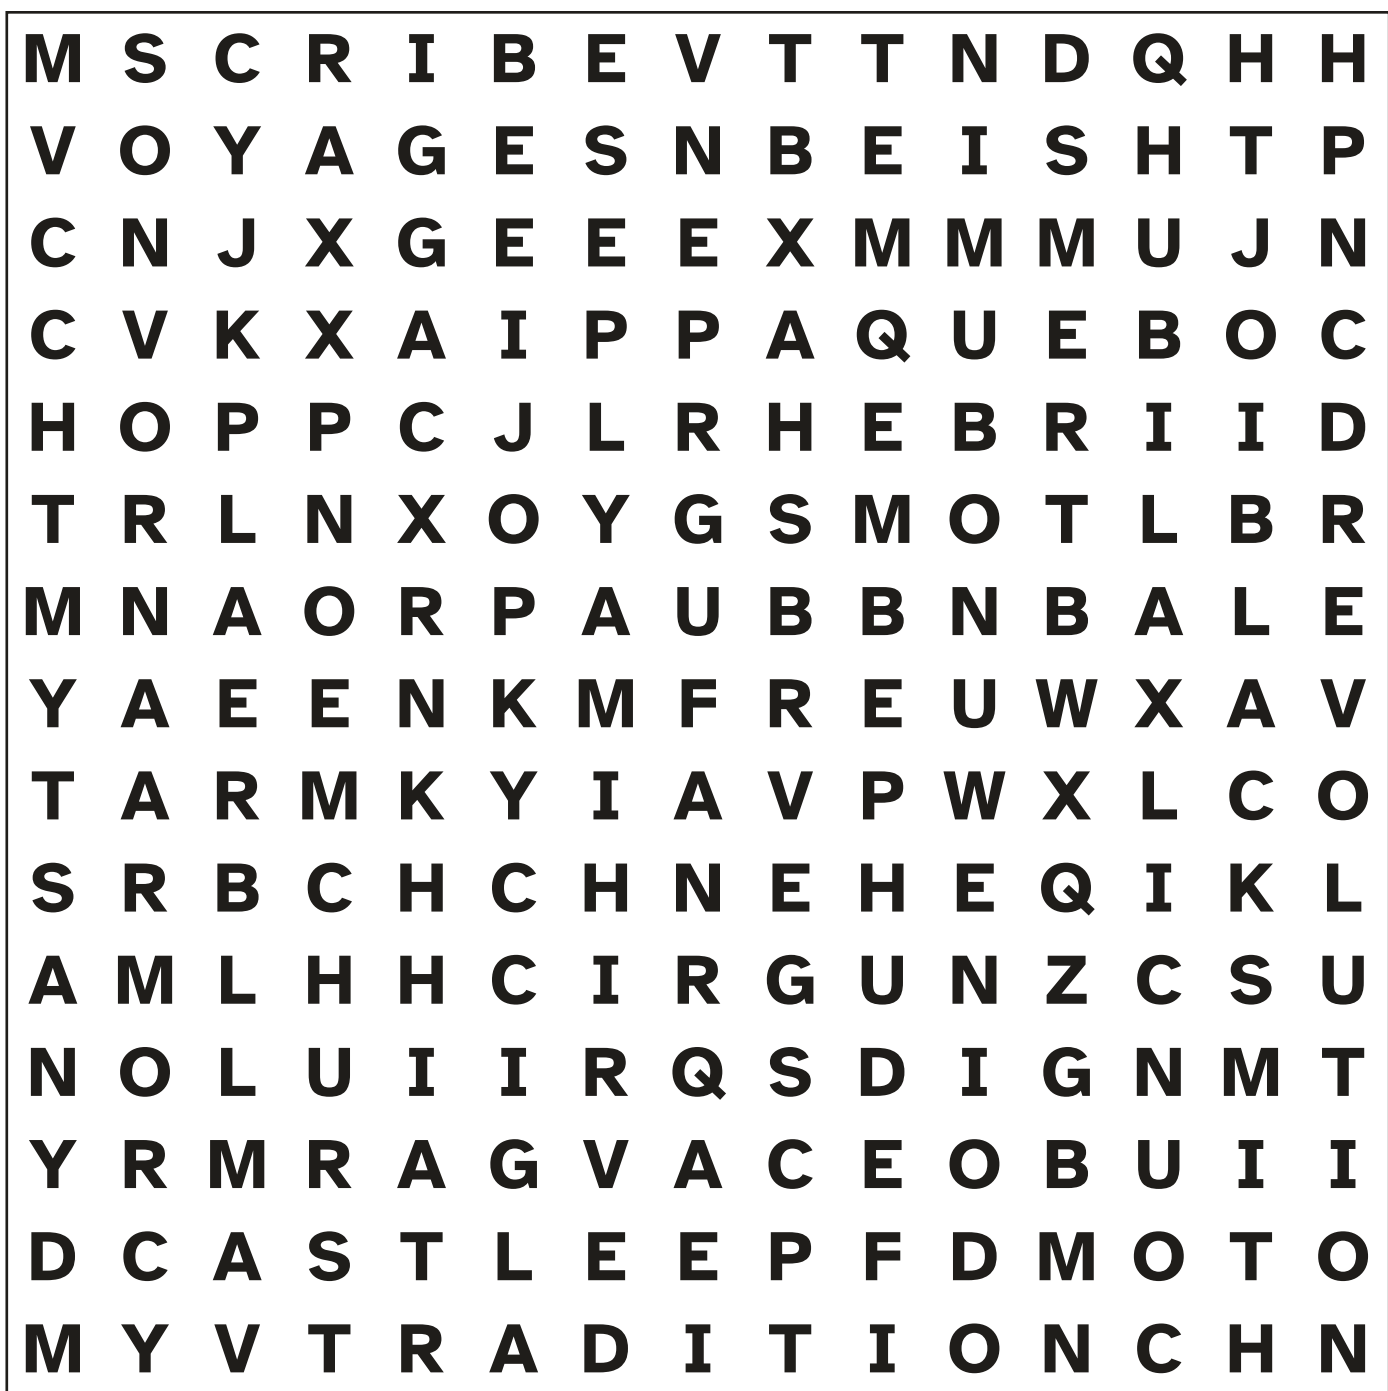 M S C R I B E V T T N D Q H H
V O Y A G E S N B E I S H T P
C N J X G E E E X M M M U J N
C V K X A I P P A Q U E B O C
H O P P C J L R H E B R I I D
T R L N X O Y G S M O T L B R
M N A O R P A U B B N B A L E
Y A E E N K M F R E U W X A V
T A R M K Y I A V P W X L C O
S R B C H C H N E H E Q I K L
A M L H H C I R G U N Z C S U
N O L U I I R Q S D I G N M T
Y R M R A G V A C E O B U I I
D C A S T L E E P F D M O T O
M Y V T R A D I T I O N C H N